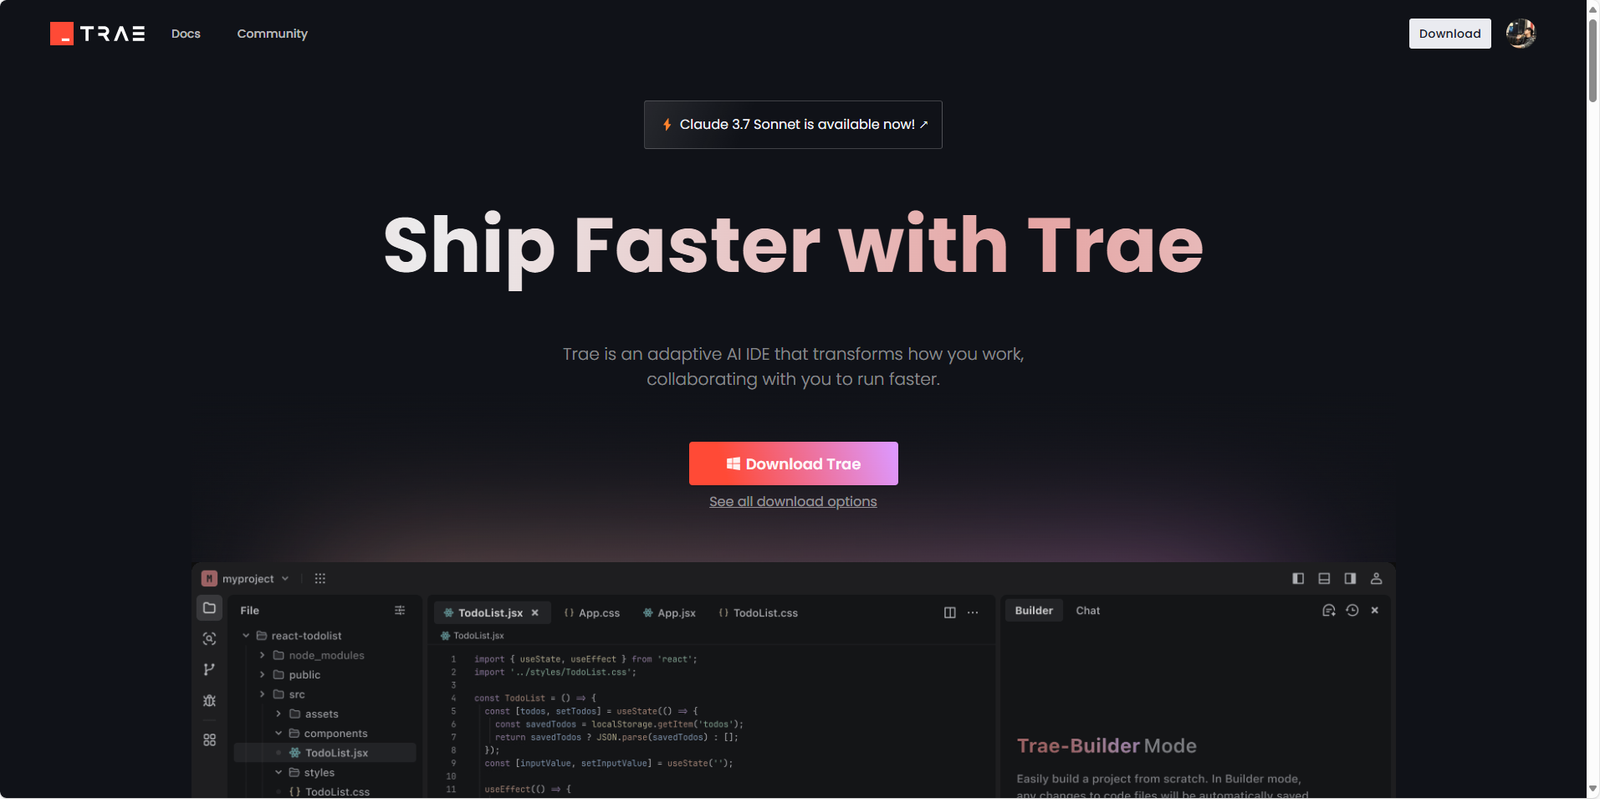 TRAE Docs Community Download
Claude 3.7 Sonnet is available now! ↗
Ship Faster with Trae
Trae is an adaptive AI IDE that transforms how you work,
collaborating with you to run faster.
Download Trae
See all download options
M myproject
File
react-todolist
node_modules
public
src
assets
components
TodoList.jsx
styles
{} TodoList.css
TodoList.jsx × {} App.css App.jsx {} TodoList.css
TodoList.jsx
1 import { useState, useEffect } from 'react';
2 import '../styles/TodoList.css';
3
4 const TodoList = () => {
5 const [todos, setTodos] = useState(() => {
6 const savedTodos = localStorage.getItem('todos');
7 return savedTodos ? JSON.parse(savedTodos) : [];
8 });
9 const [inputValue, setInputValue] = useState('');
10
11 useEffect(() => {
Builder Chat
Trae-Builder Mode
Easily build a project from scratch. In Builder mode,
any changes to code files will be automatically saved